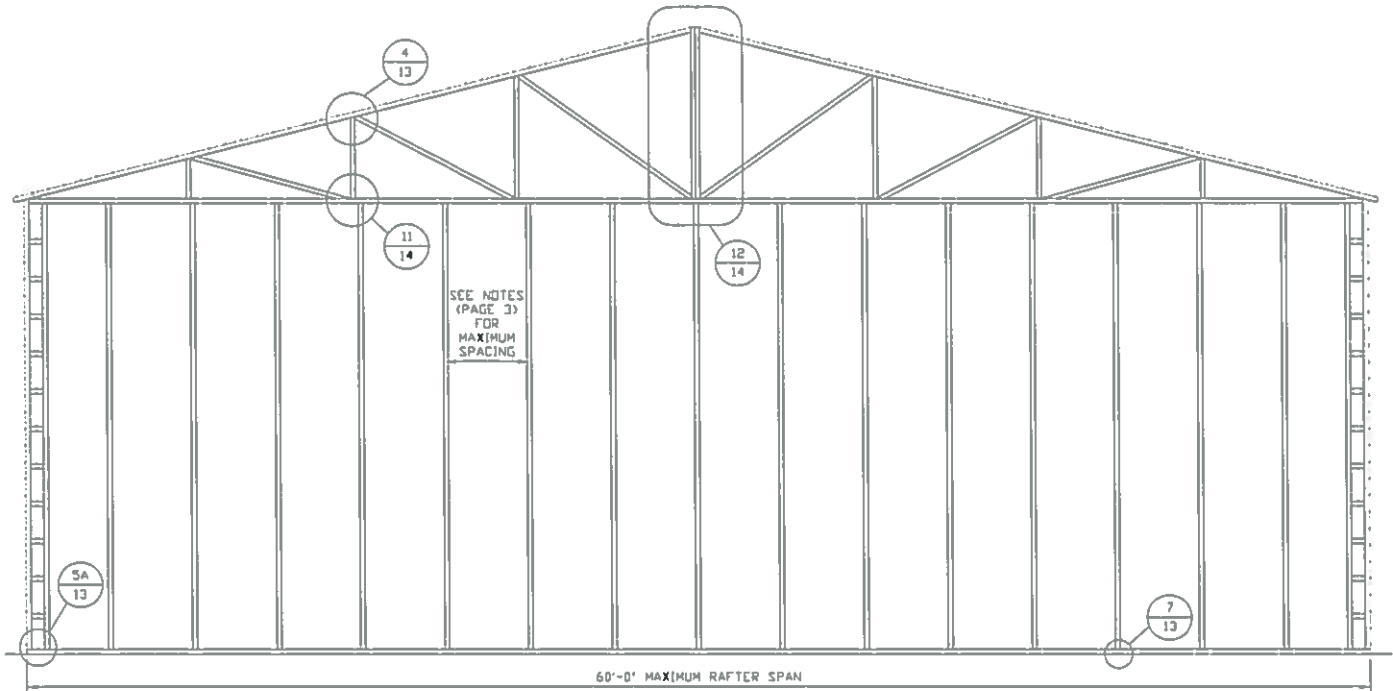 4
13
11
14
12
14
SEE NOTES
(PAGE 3)
FOR
MAXIMUM
SPACING
5A
13
7
13
60'-0" MAXIMUM RAFTER SPAN